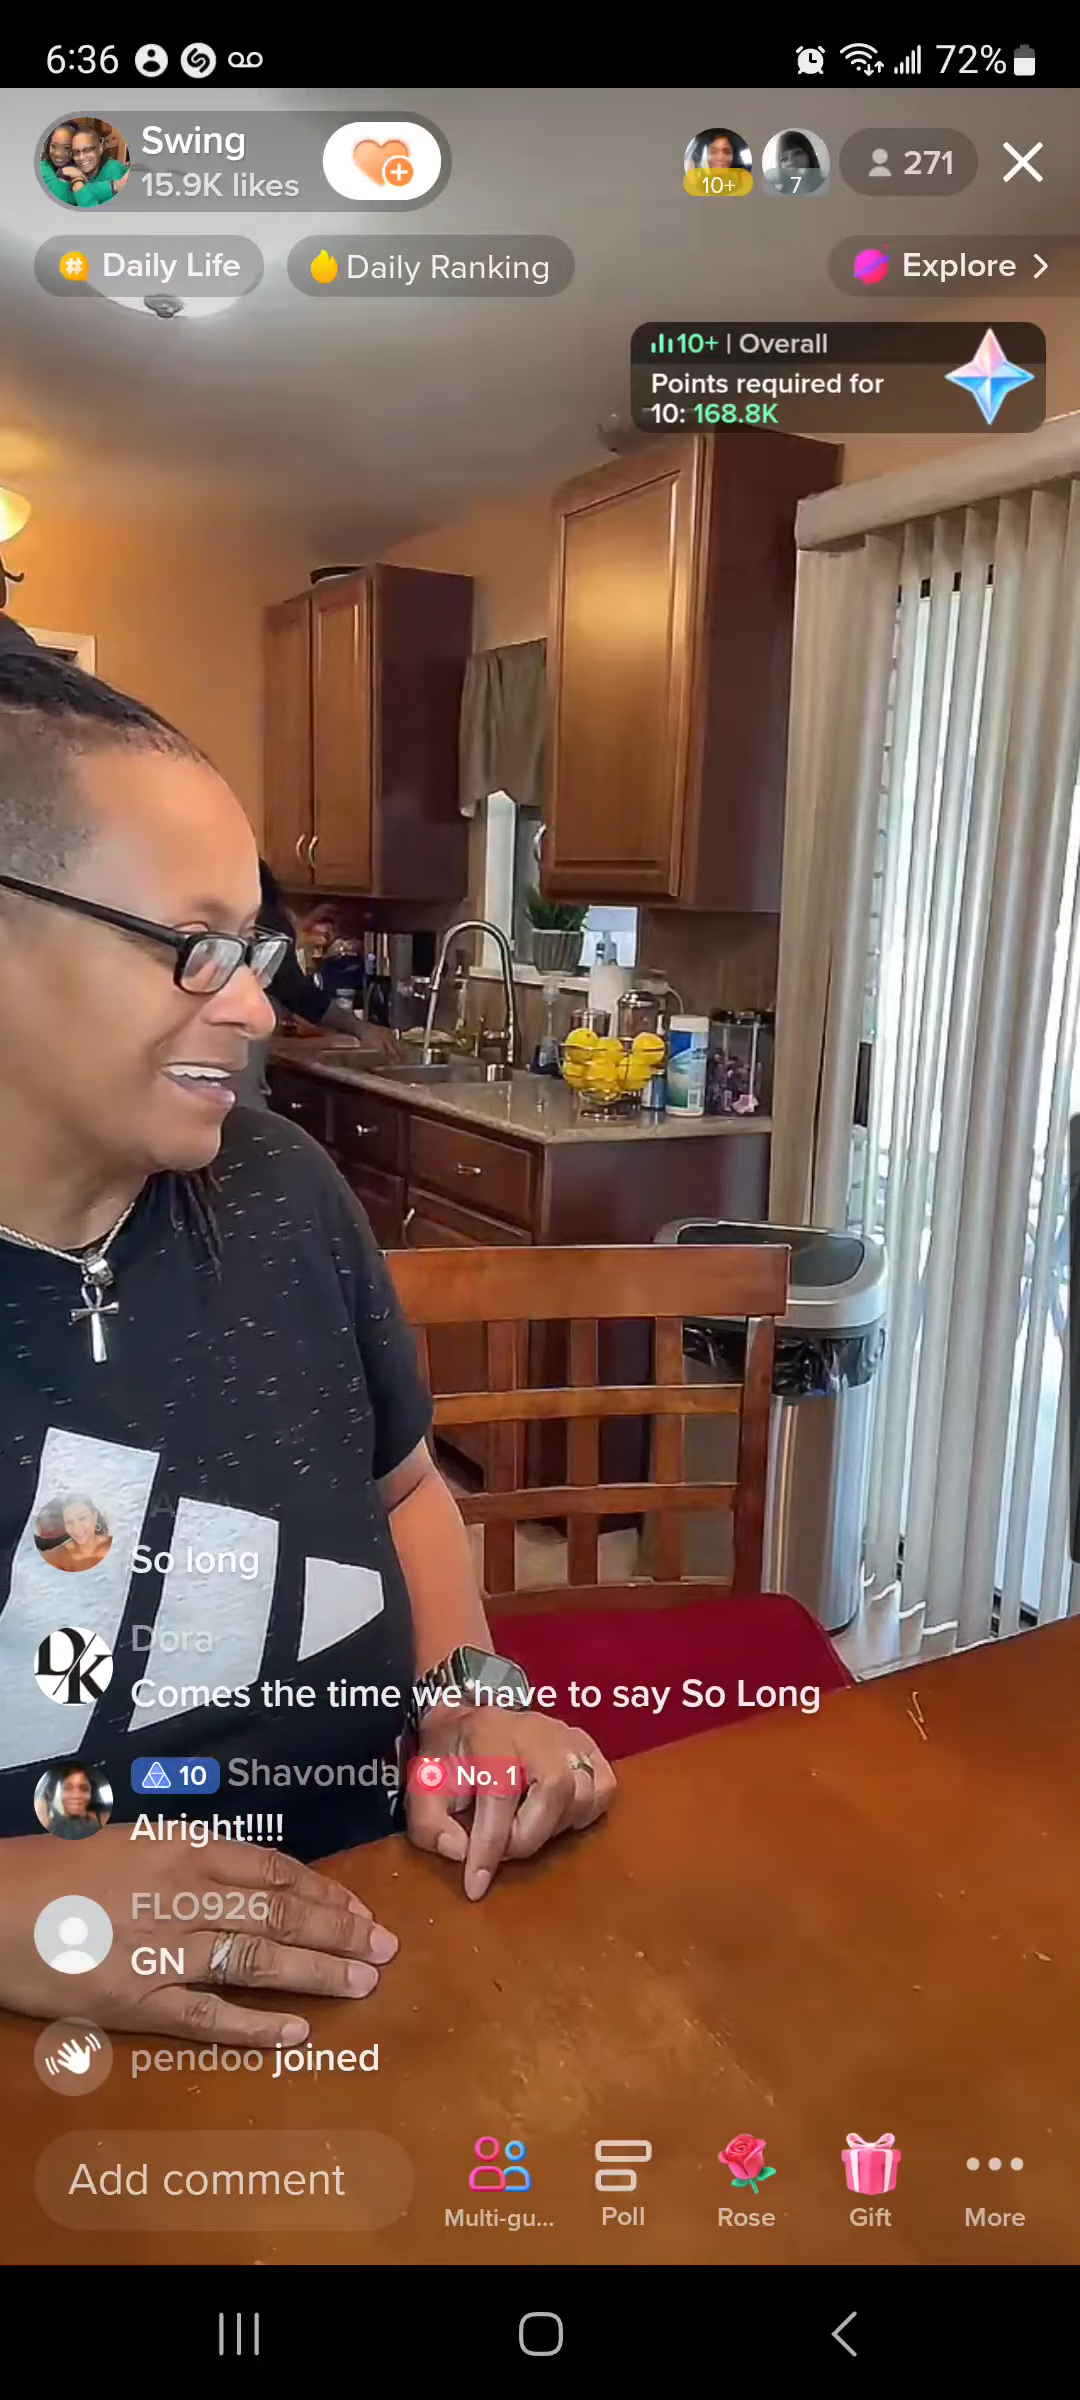 6:36
72%
Swing
15.9K likes
10+
7
271
Daily Life
Daily Ranking
Explore
10+ | Overall
Points required for
10: 168.8K
So long
Dora
Comes the time we have to say So Long
10 Shavonda No. 1
Alright!!!!
FLO926
GN
pendoo joined
Add comment
Multi-gu...
Poll
Rose
Gift
More